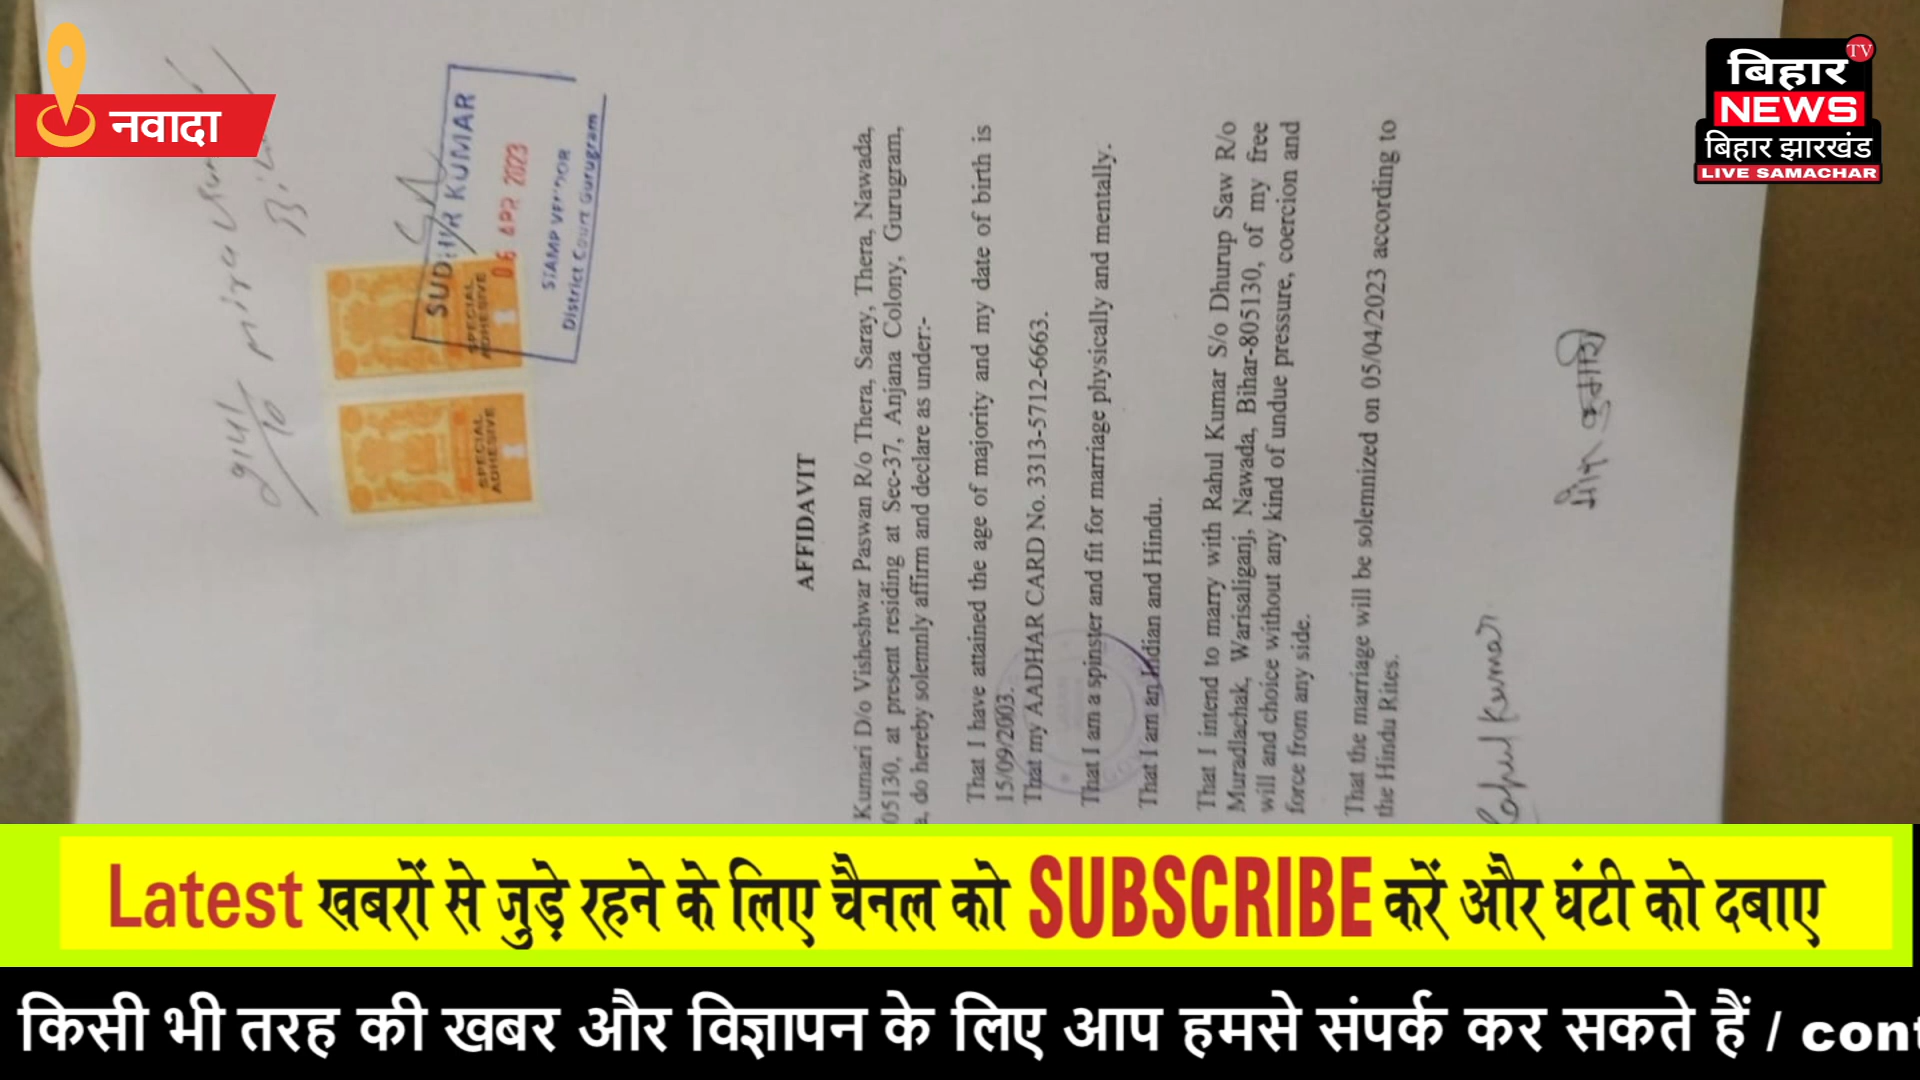 नवादा
बिहार
TV
NEWS
बिहार झारखंड
LIVE SAMACHAR
SUDHIR KUMAR
06 APR 2023
STAMP VENDOR
District Court Gurugram
SPECIAL
ADHESIVE
SPECIAL
ADHESIVE
AFFIDAVIT
Kumari D/o Visheshwar Paswan R/o Thera, Saray, Thera, Nawada,
05130, at present residing at Sec-37, Anjana Colony, Gurugram,
a, do hereby solemnly affirm and declare as under:-
That I have attained the age of majority and my date of birth is
15/09/2003.
That my AADHAR CARD No. 3313-5712-6663.
That I am a spinster and fit for marriage physically and mentally.
That I am an Indian and Hindu.
That I intend to marry with Rahul Kumar S/o Dhurup Saw R/o
Muradlachak, Warisaliganj, Nawada, Bihar-805130, of my free
will and choice without any kind of undue pressure, coercion and
force from any side.
That the marriage will be solemnized on 05/04/2023 according to
the Hindu Rites.
Kumar
कुमारी
Latest खबरों से जुड़े रहने के लिए चैनल को SUBSCRIBE करें और घंटी को दबाए
किसी भी तरह की खबर और विज्ञापन के लिए आप हमसे संपर्क कर सकते हैं / cont